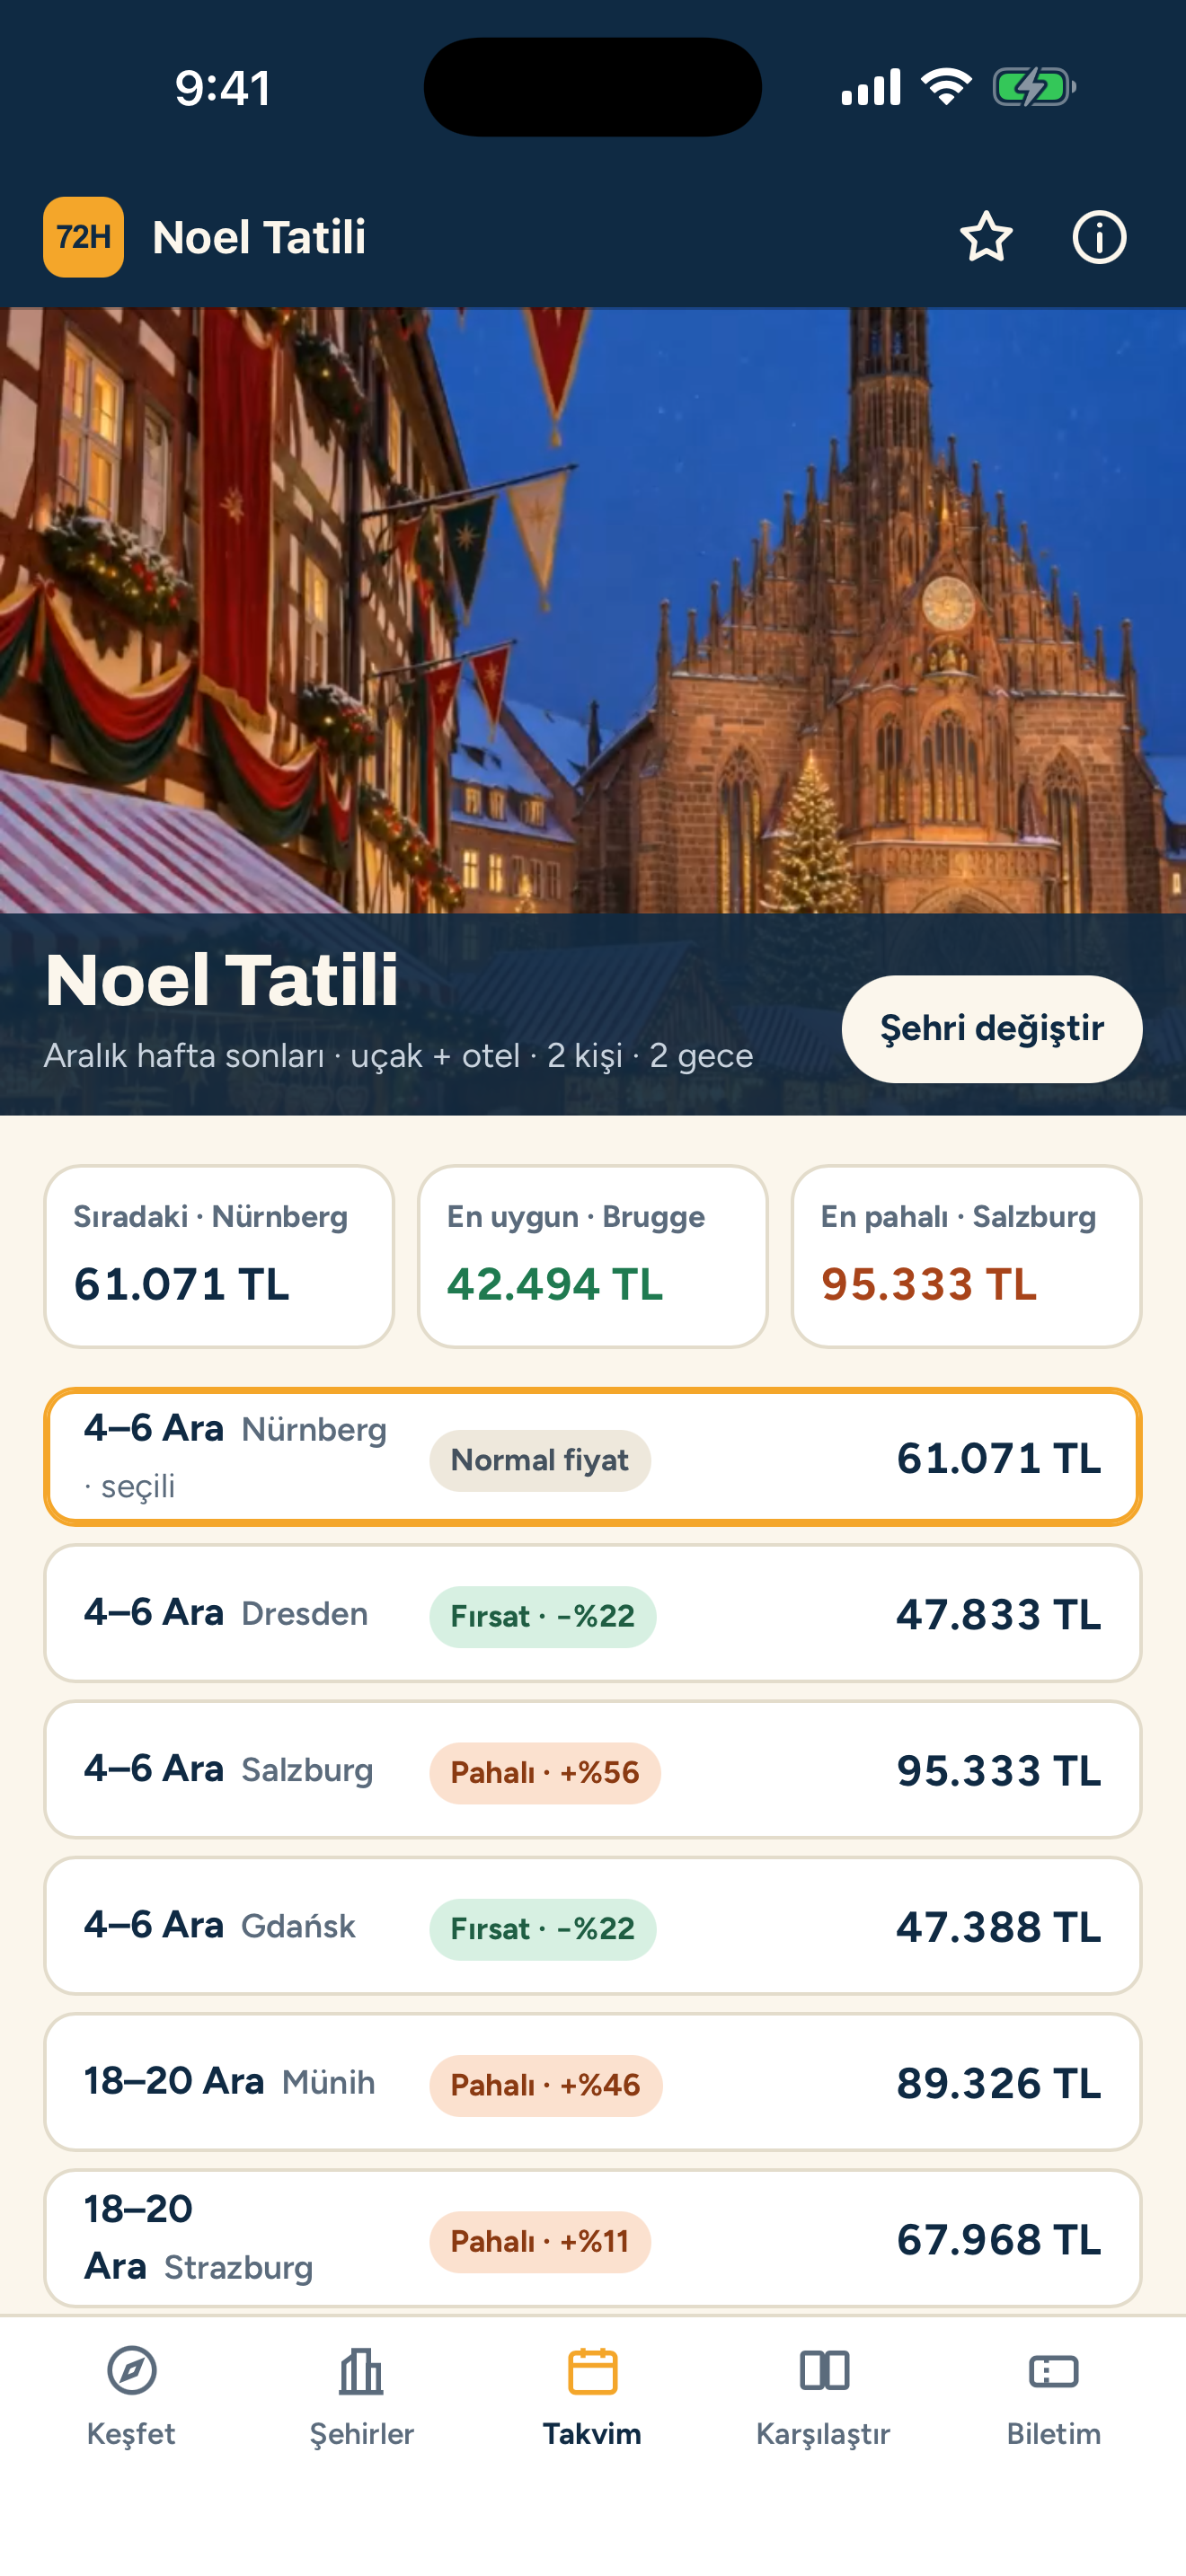 9:41
72H Noel Tatili
Noel Tatili
Aralık hafta sonları · uçak + otel · 2 kişi · 2 gece
Şehri değiştir
Sıradaki · Nürnberg
61.071 TL
En uygun · Brugge
42.494 TL
En pahalı · Salzburg
95.333 TL
4–6 Ara Nürnberg
· seçili
Normal fiyat
61.071 TL
4–6 Ara Dresden
Fırsat · −%22
47.833 TL
4–6 Ara Salzburg
Pahalı · +%56
95.333 TL
4–6 Ara Gdańsk
Fırsat · −%22
47.388 TL
18–20 Ara Münih
Pahalı · +%46
89.326 TL
18–20
Ara Strazburg
Pahalı · +%11
67.968 TL
Keşfet
Şehirler
Takvim
Karşılaştır
Biletim